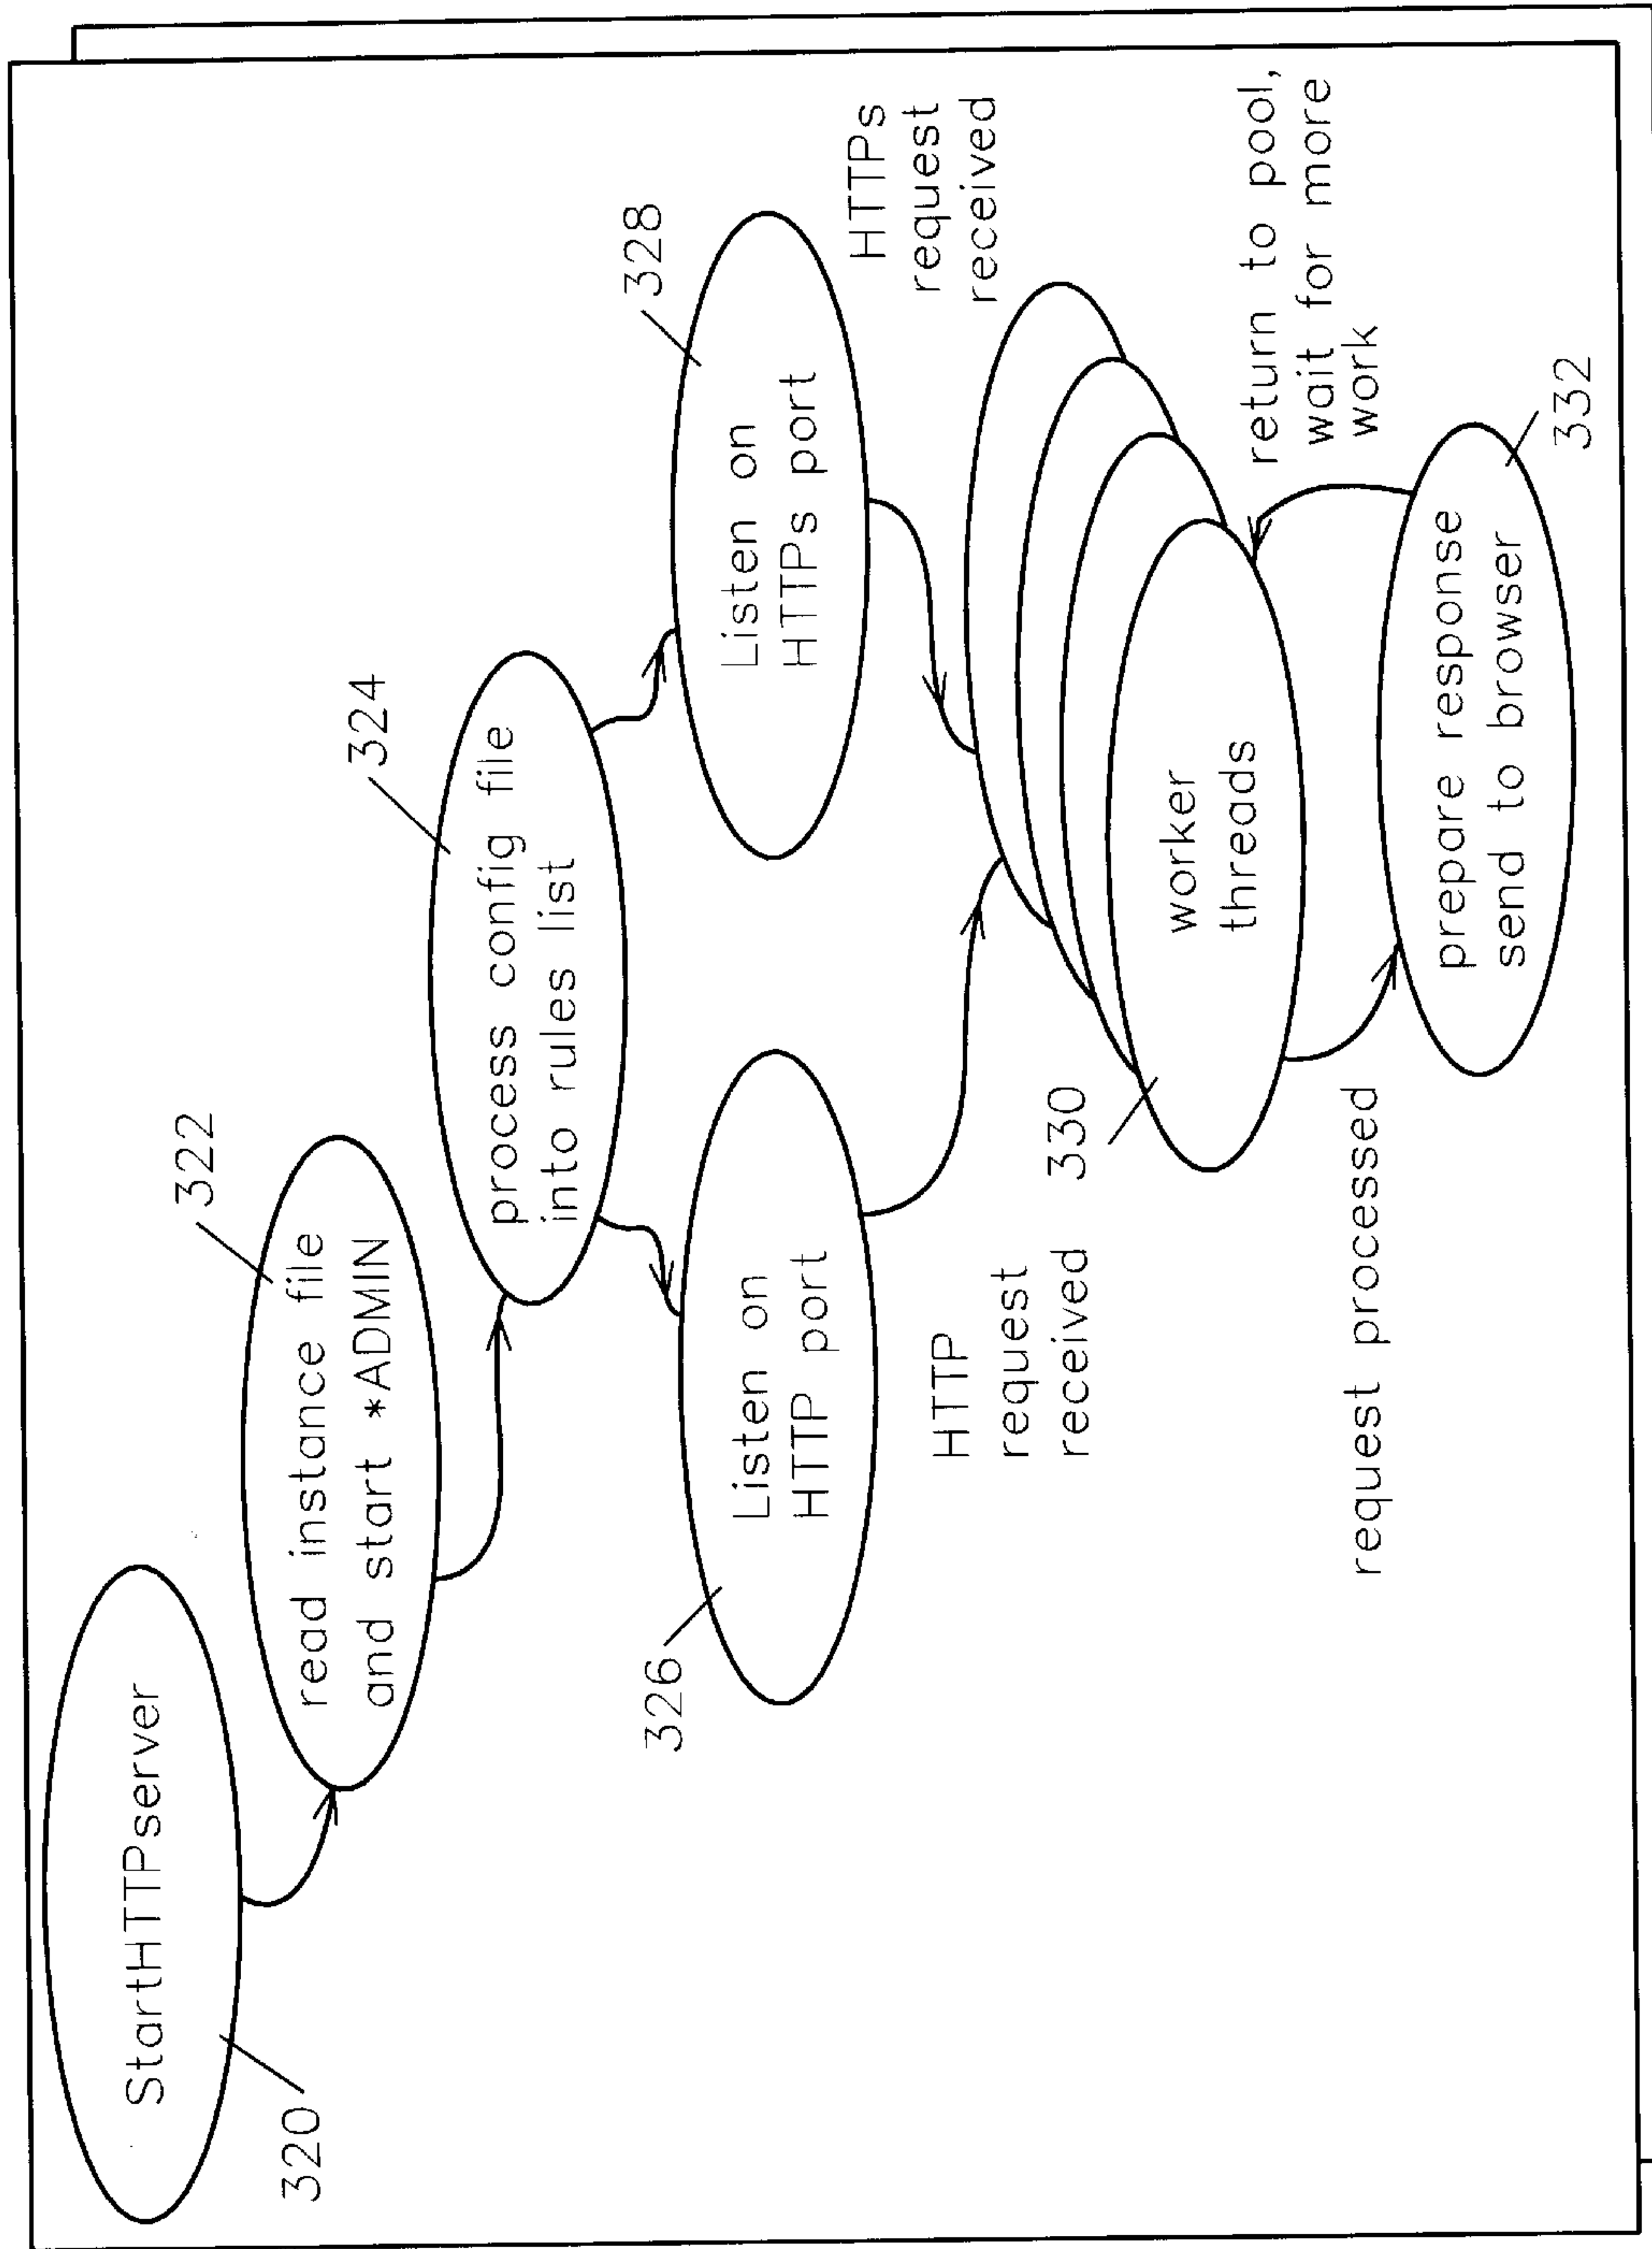 StartHTTPserver
320
read instance file
and start *ADMIN
322
process config file
into rules list
324
Listen on
HTTP port
326
Listen on
HTTPs port
328
HTTP
request
received
HTTPs
request
received
330
worker
threads
request processed
return to pool,
wait for more
work
prepare response
send to browser
332